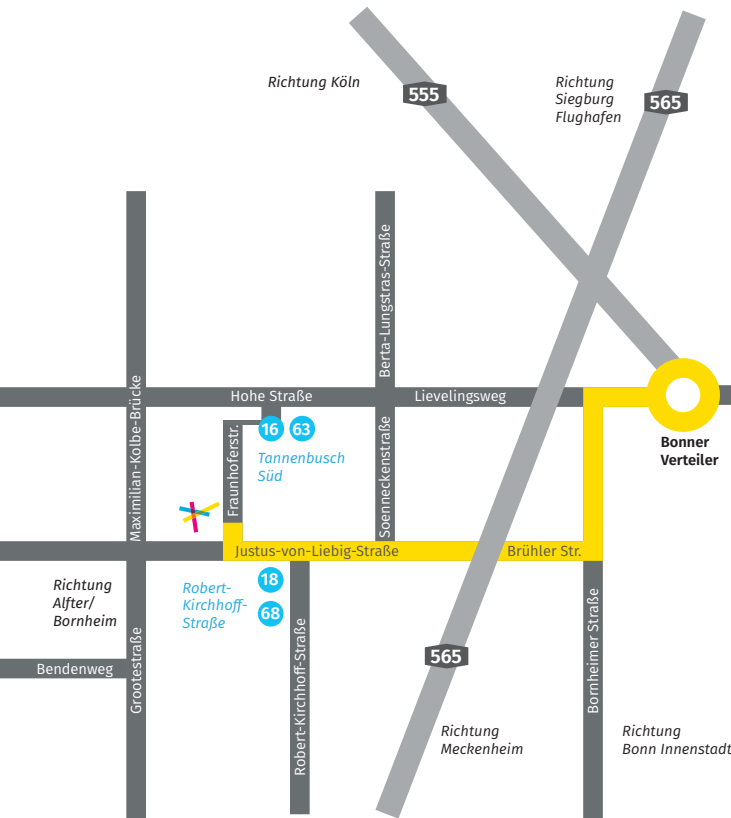 Richtung Köln
555
Richtung
Siegburg
Flughafen
565
Berta-Lungstras-Straße
Maximilian-Kolbe-Brücke
Hohe Straße
Lievelingsweg
16
63
Tannenbusch
Süd
Fraunhoferstr.
Soenneckenstraße
Bonner
Verteiler
Justus-von-Liebig-Straße
Brühler Str.
Richtung
Alfter/
Bornheim
Robert-
Kirchhoff-
Straße
18
68
Grootestraße
Bendenweg
Robert-Kirchhoff-Straße
565
Bornheimer Straße
Richtung
Meckenheim
Richtung
Bonn Innenstadt